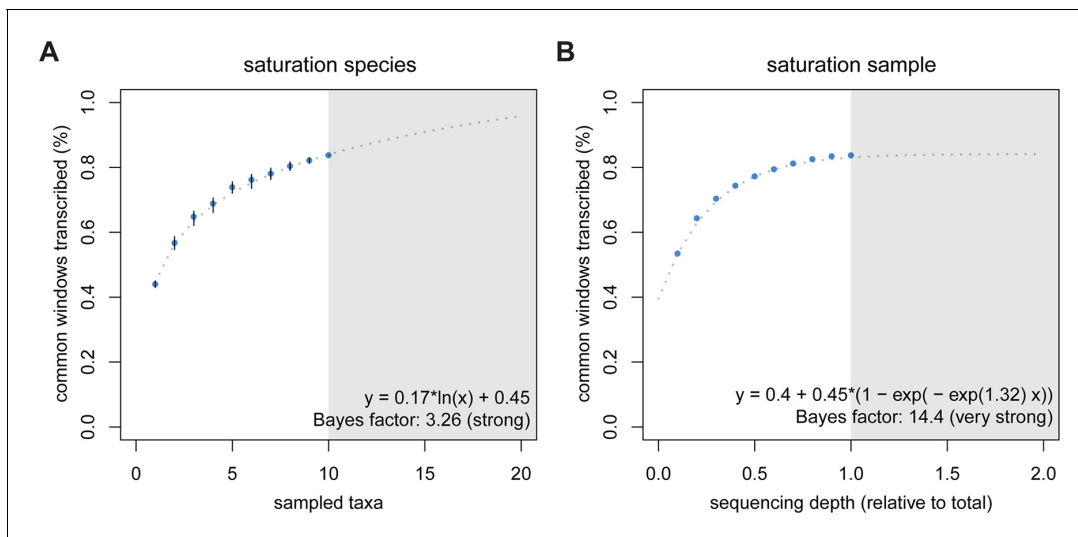 A
saturation species
common windows transcribed (%)
1.0
0.8
0.6
0.4
0.2
0.0
y = 0.17*ln(x) + 0.45
Bayes factor: 3.26 (strong)
0 5 10 15 20
sampled taxa
B
saturation sample
common windows transcribed (%)
1.0
0.8
0.6
0.4
0.2
0.0
y = 0.4 + 0.45*(1 − exp( − exp(1.32) x))
Bayes factor: 14.4 (very strong)
0.0 0.5 1.0 1.5 2.0
sequencing depth (relative to total)